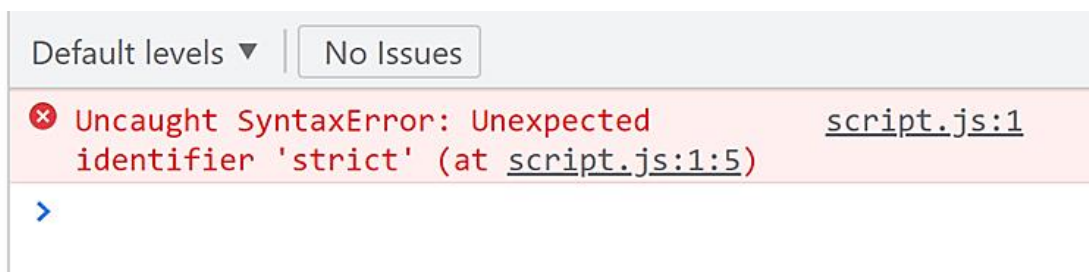 Default levels ▼ No Issues
Uncaught SyntaxError: Unexpected script.js:1
identifier 'strict' (at script.js:1:5)
>